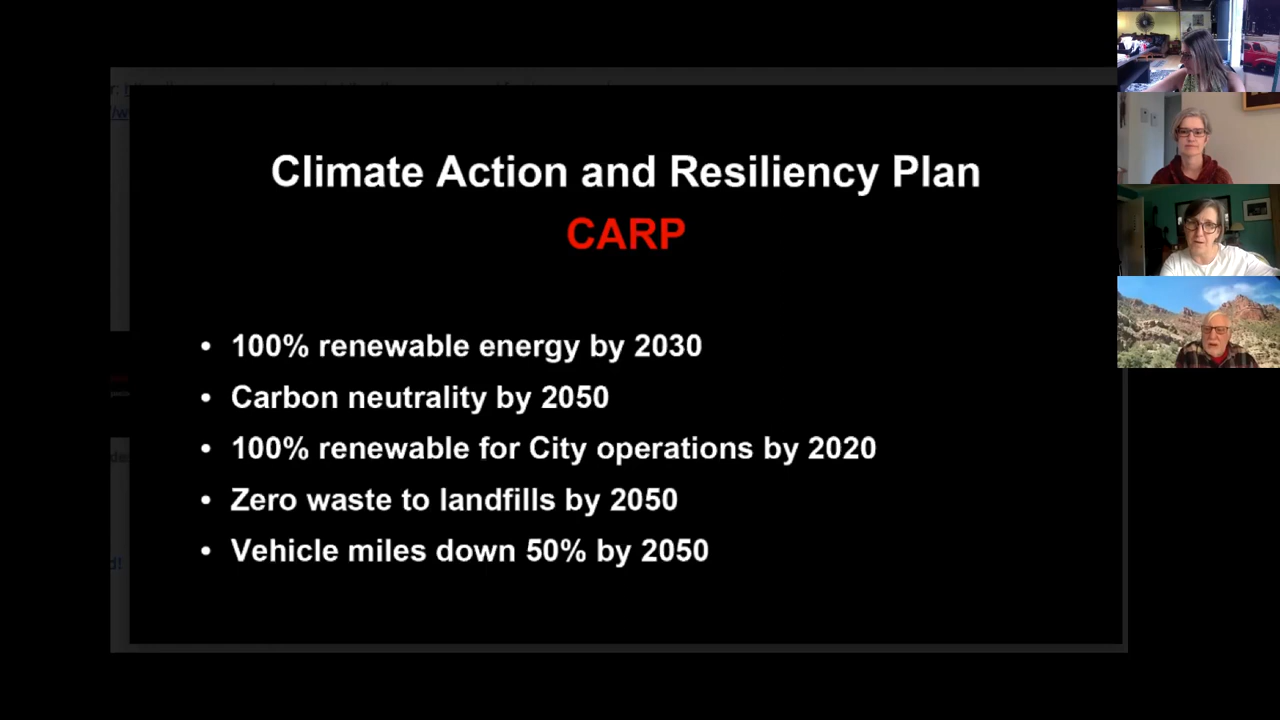 Climate Action and Resiliency Plan
CARP
• 100% renewable energy by 2030
• Carbon neutrality by 2050
• 100% renewable for City operations by 2020
• Zero waste to landfills by 2050
• Vehicle miles down 50% by 2050